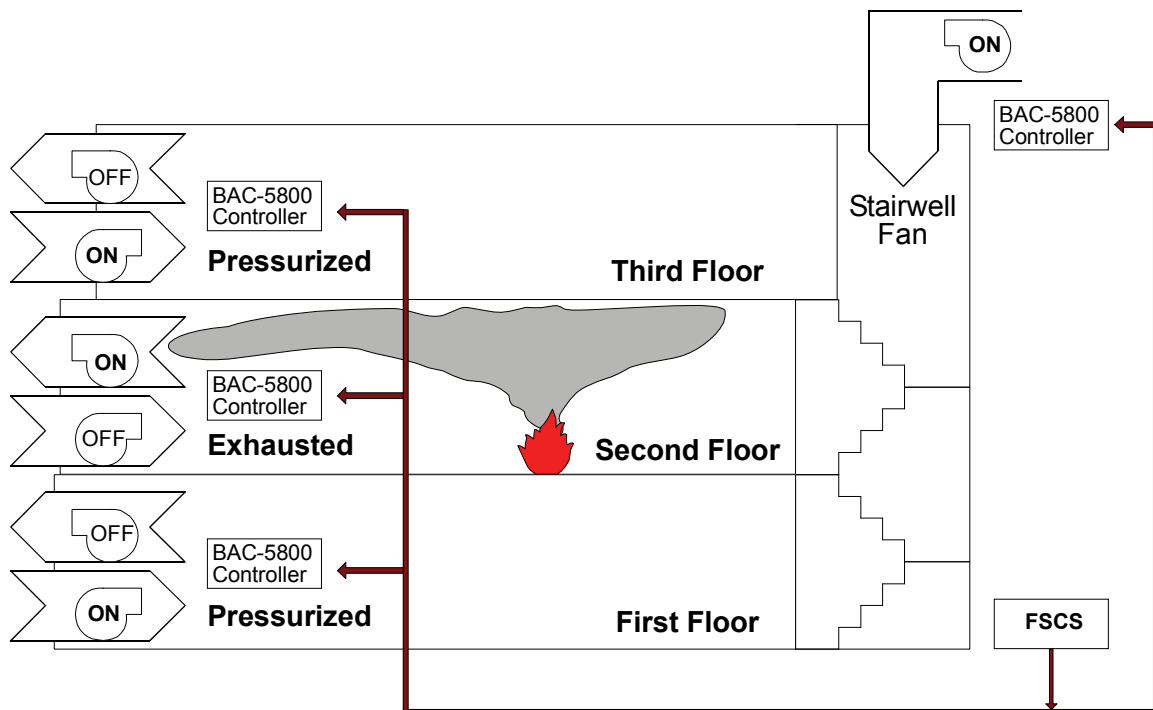 ON
BAC-5800
Controller
OFF
BAC-5800
Controller
Stairwell
Fan
ON
Pressurized
Third Floor
ON
BAC-5800
Controller
OFF
Exhausted
Second Floor
OFF
BAC-5800
Controller
ON
Pressurized
First Floor
FSCS